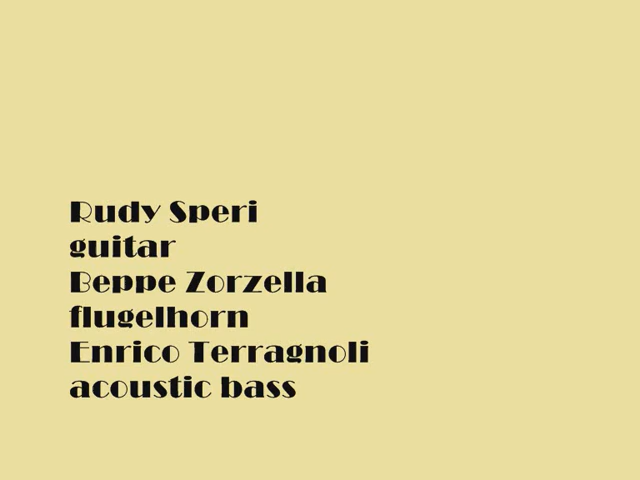 Rudy Speri
guitar
Beppe Zorzella
flugelhorn
Enrico Terragnoli
acoustic bass